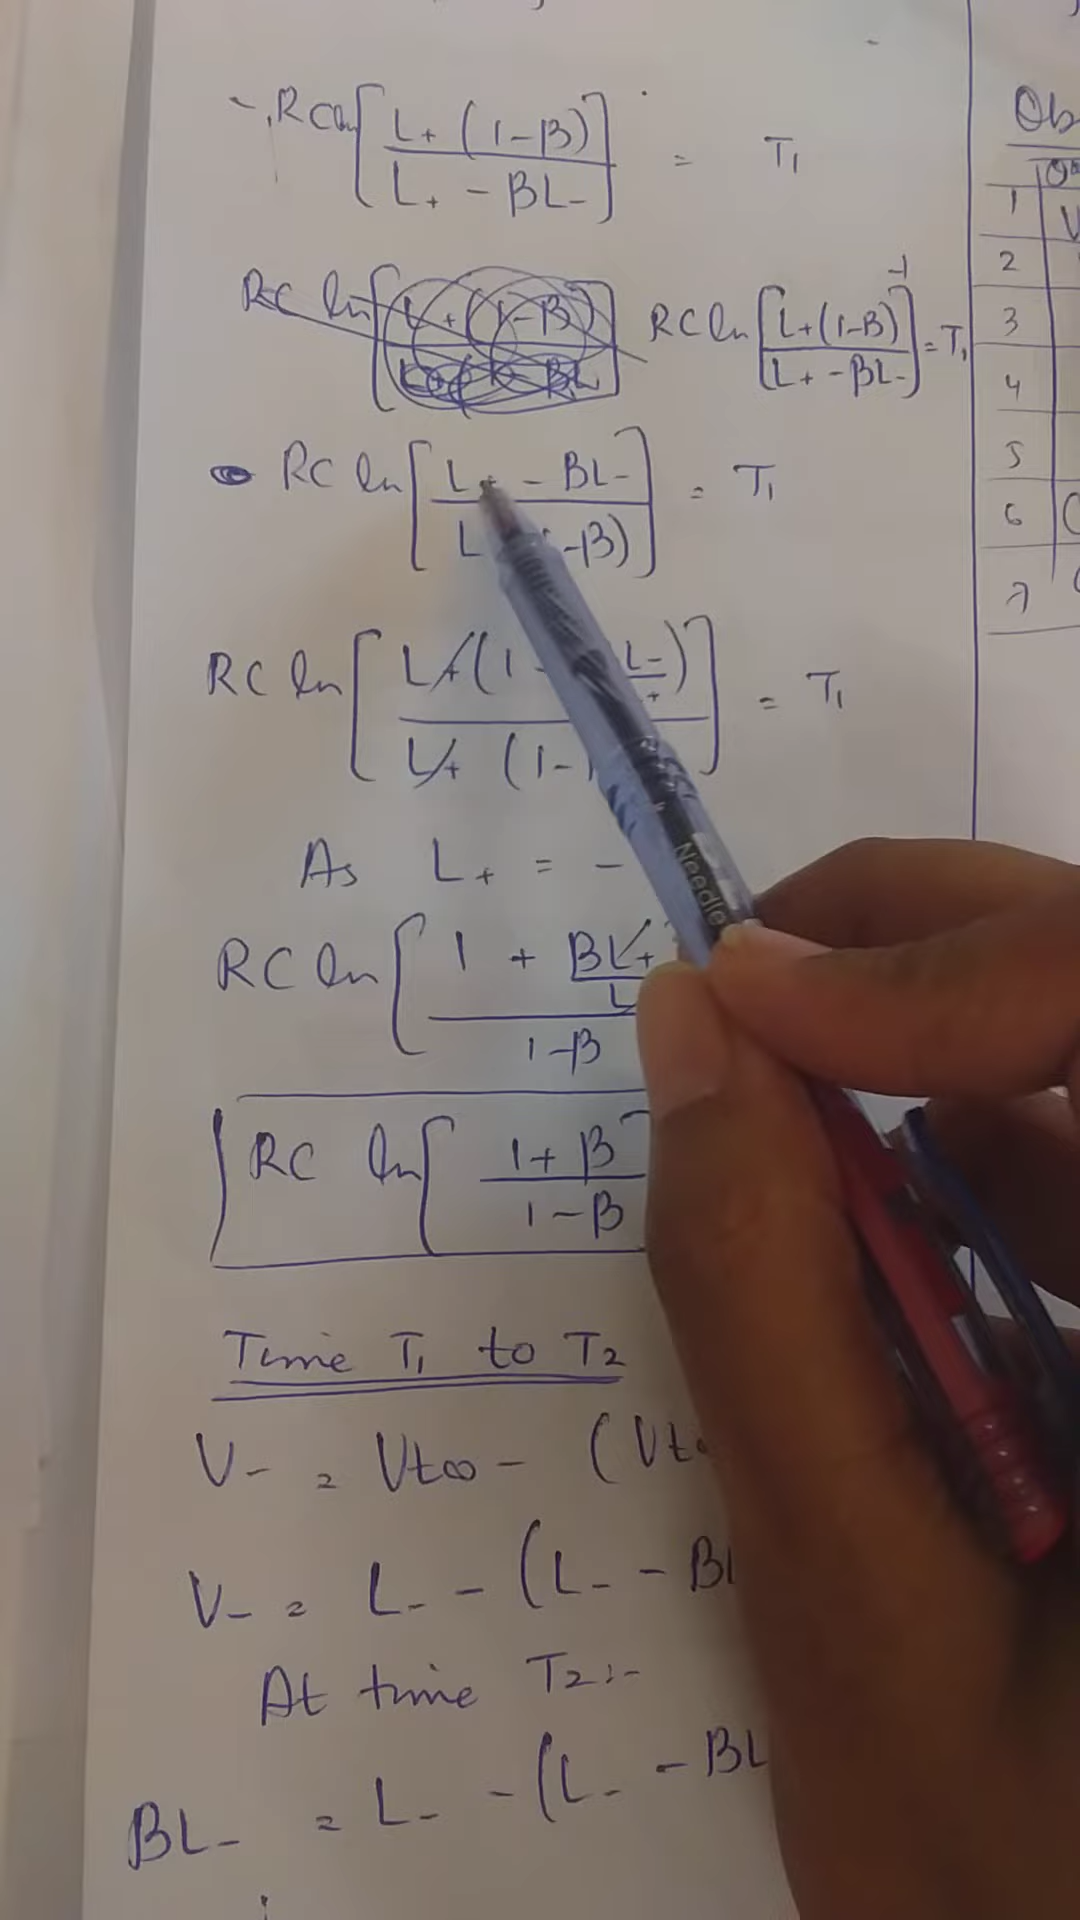 - RC ln [ L+ (1-β) / L+ - βL- ] = T1
RC ln [ L+ (1-β) / L+ - βL- ]^-1 = T1
RC ln [ L+ - βL- / L (-β) ] = T1
RC ln [ L+ (1 - L- / + ) / L+ (1- ] = T1
As L+ = -
RC ln [ 1 + βL+ / L / 1-β
RC ln [ 1+β / 1-β
Time T1 to T2
V- = Vt∞ - (Vt
V- = L- - (L- - β
At time T2:-
βL- = L- - (L- - βL
Ob
1
2
3
4
5
6
7
Needle